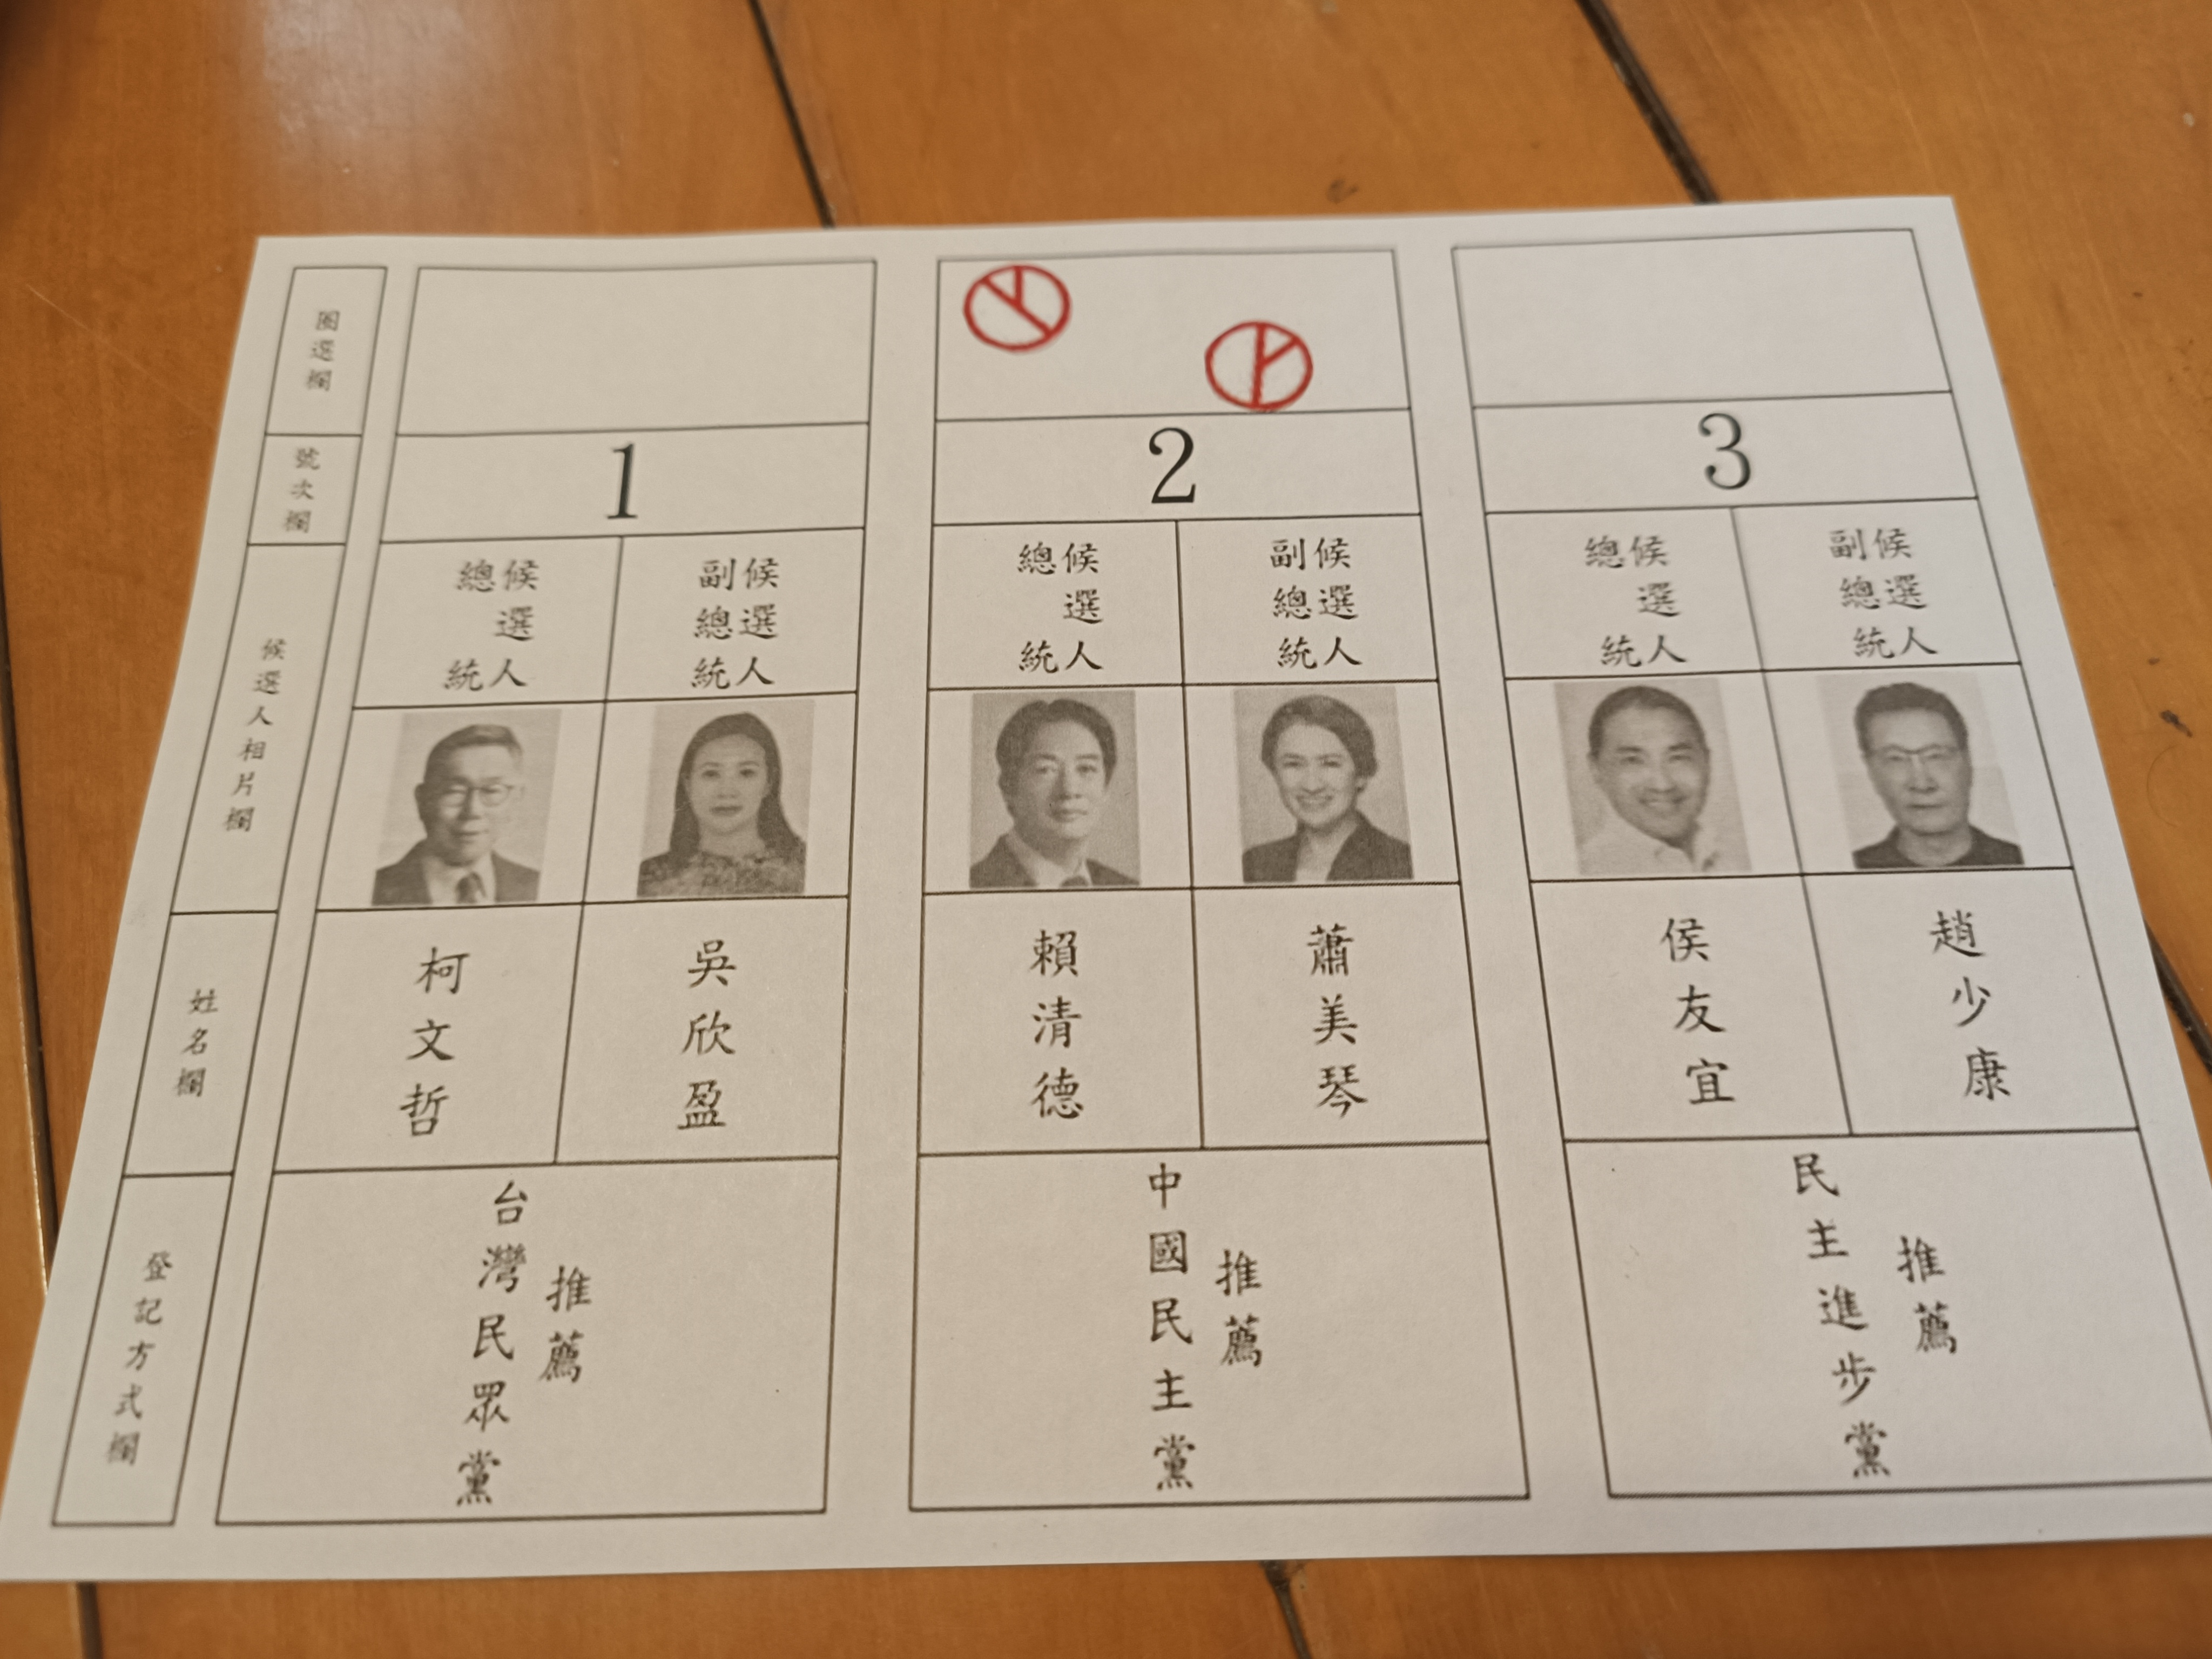 圈選欄
號次欄
候選人相片欄
姓名欄
登記方式欄
1
總統
候選人
副總統
候選人
柯文哲
吳欣盈
台灣民眾黨
推薦
2
總統
候選人
副總統
候選人
賴清德
蕭美琴
中國民主黨
推薦
3
總統
候選人
副總統
候選人
侯友宜
趙少康
民主進步黨
推薦